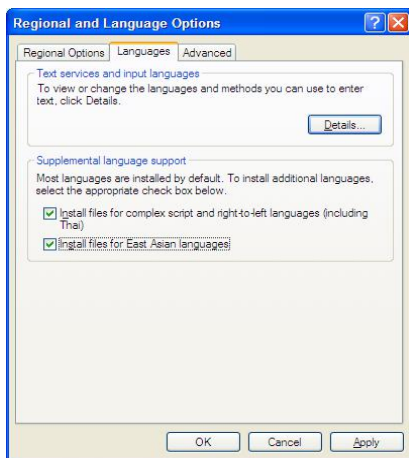 Regional and Language Options
Regional Options Languages Advanced
Text services and input languages
To view or change the languages and methods you can use to enter
text, click Details.
Details...
Supplemental language support
Most languages are installed by default. To install additional languages,
select the appropriate check box below.
Install files for complex script and right-to-left languages (including
Thai)
Install files for East Asian languages
OK Cancel Apply